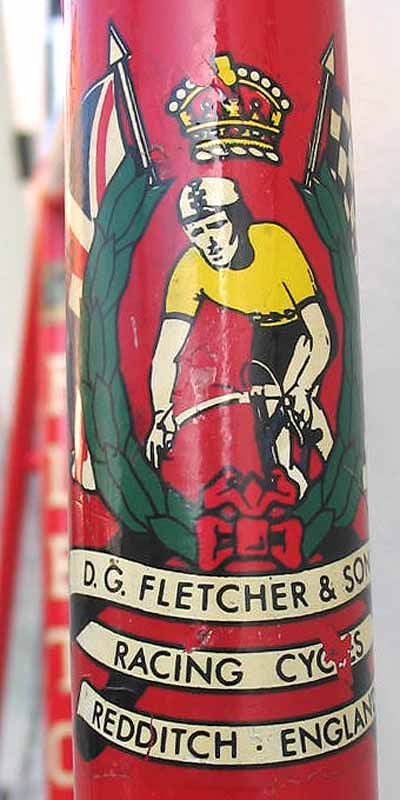 D. G. FLETCHER & SON
RACING CYCLES
REDDITCH · ENGLAND